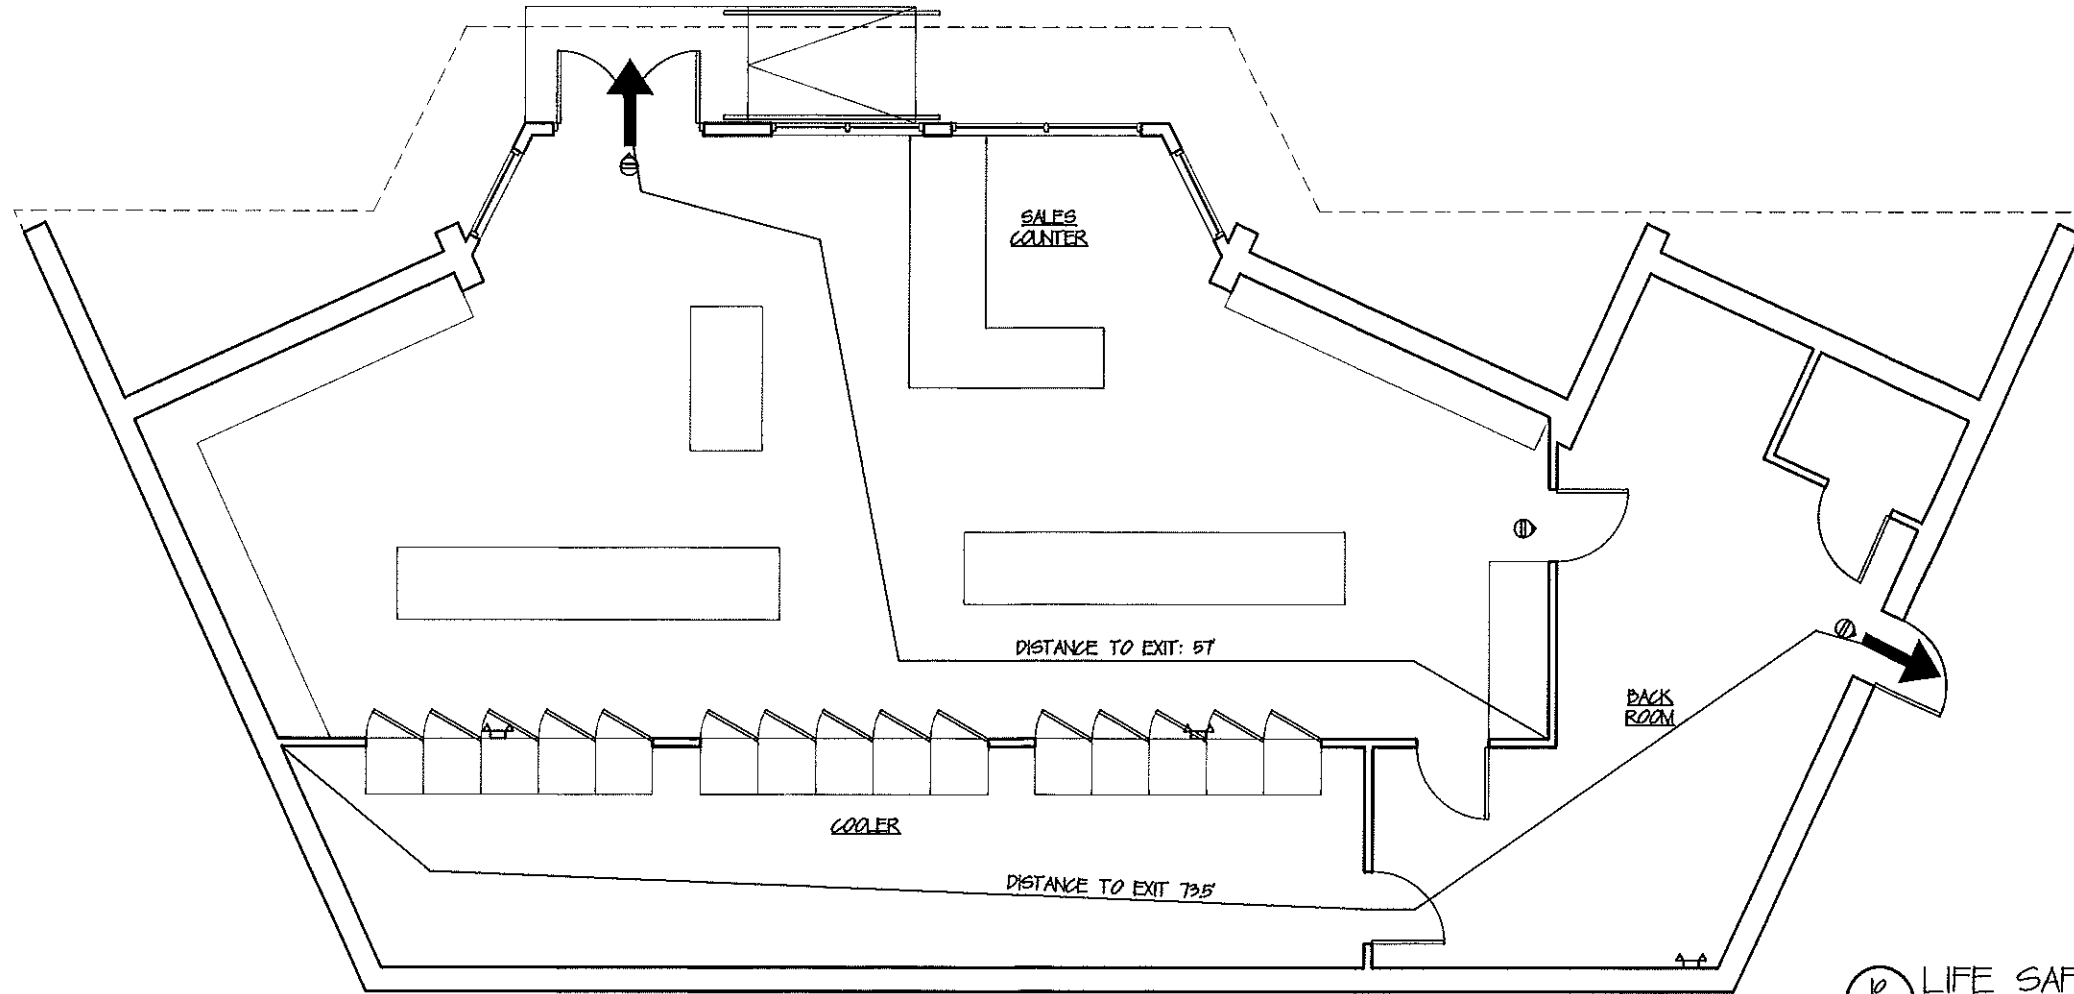 SALES
COUNTER
DISTANCE TO EXIT: 57'
BACK
ROOM
COOLER
DISTANCE TO EXIT 73.5'
LIFE SAF